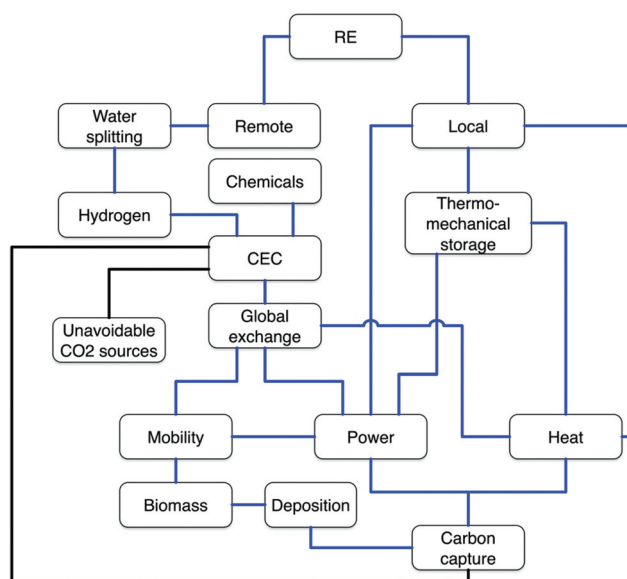 RE
Water
splitting
Remote
Local
Chemicals
Hydrogen
Thermo-
mechanical
storage
CEC
Global
exchange
Unavoidable
CO2 sources
Mobility
Power
Heat
Biomass
Deposition
Carbon
capture